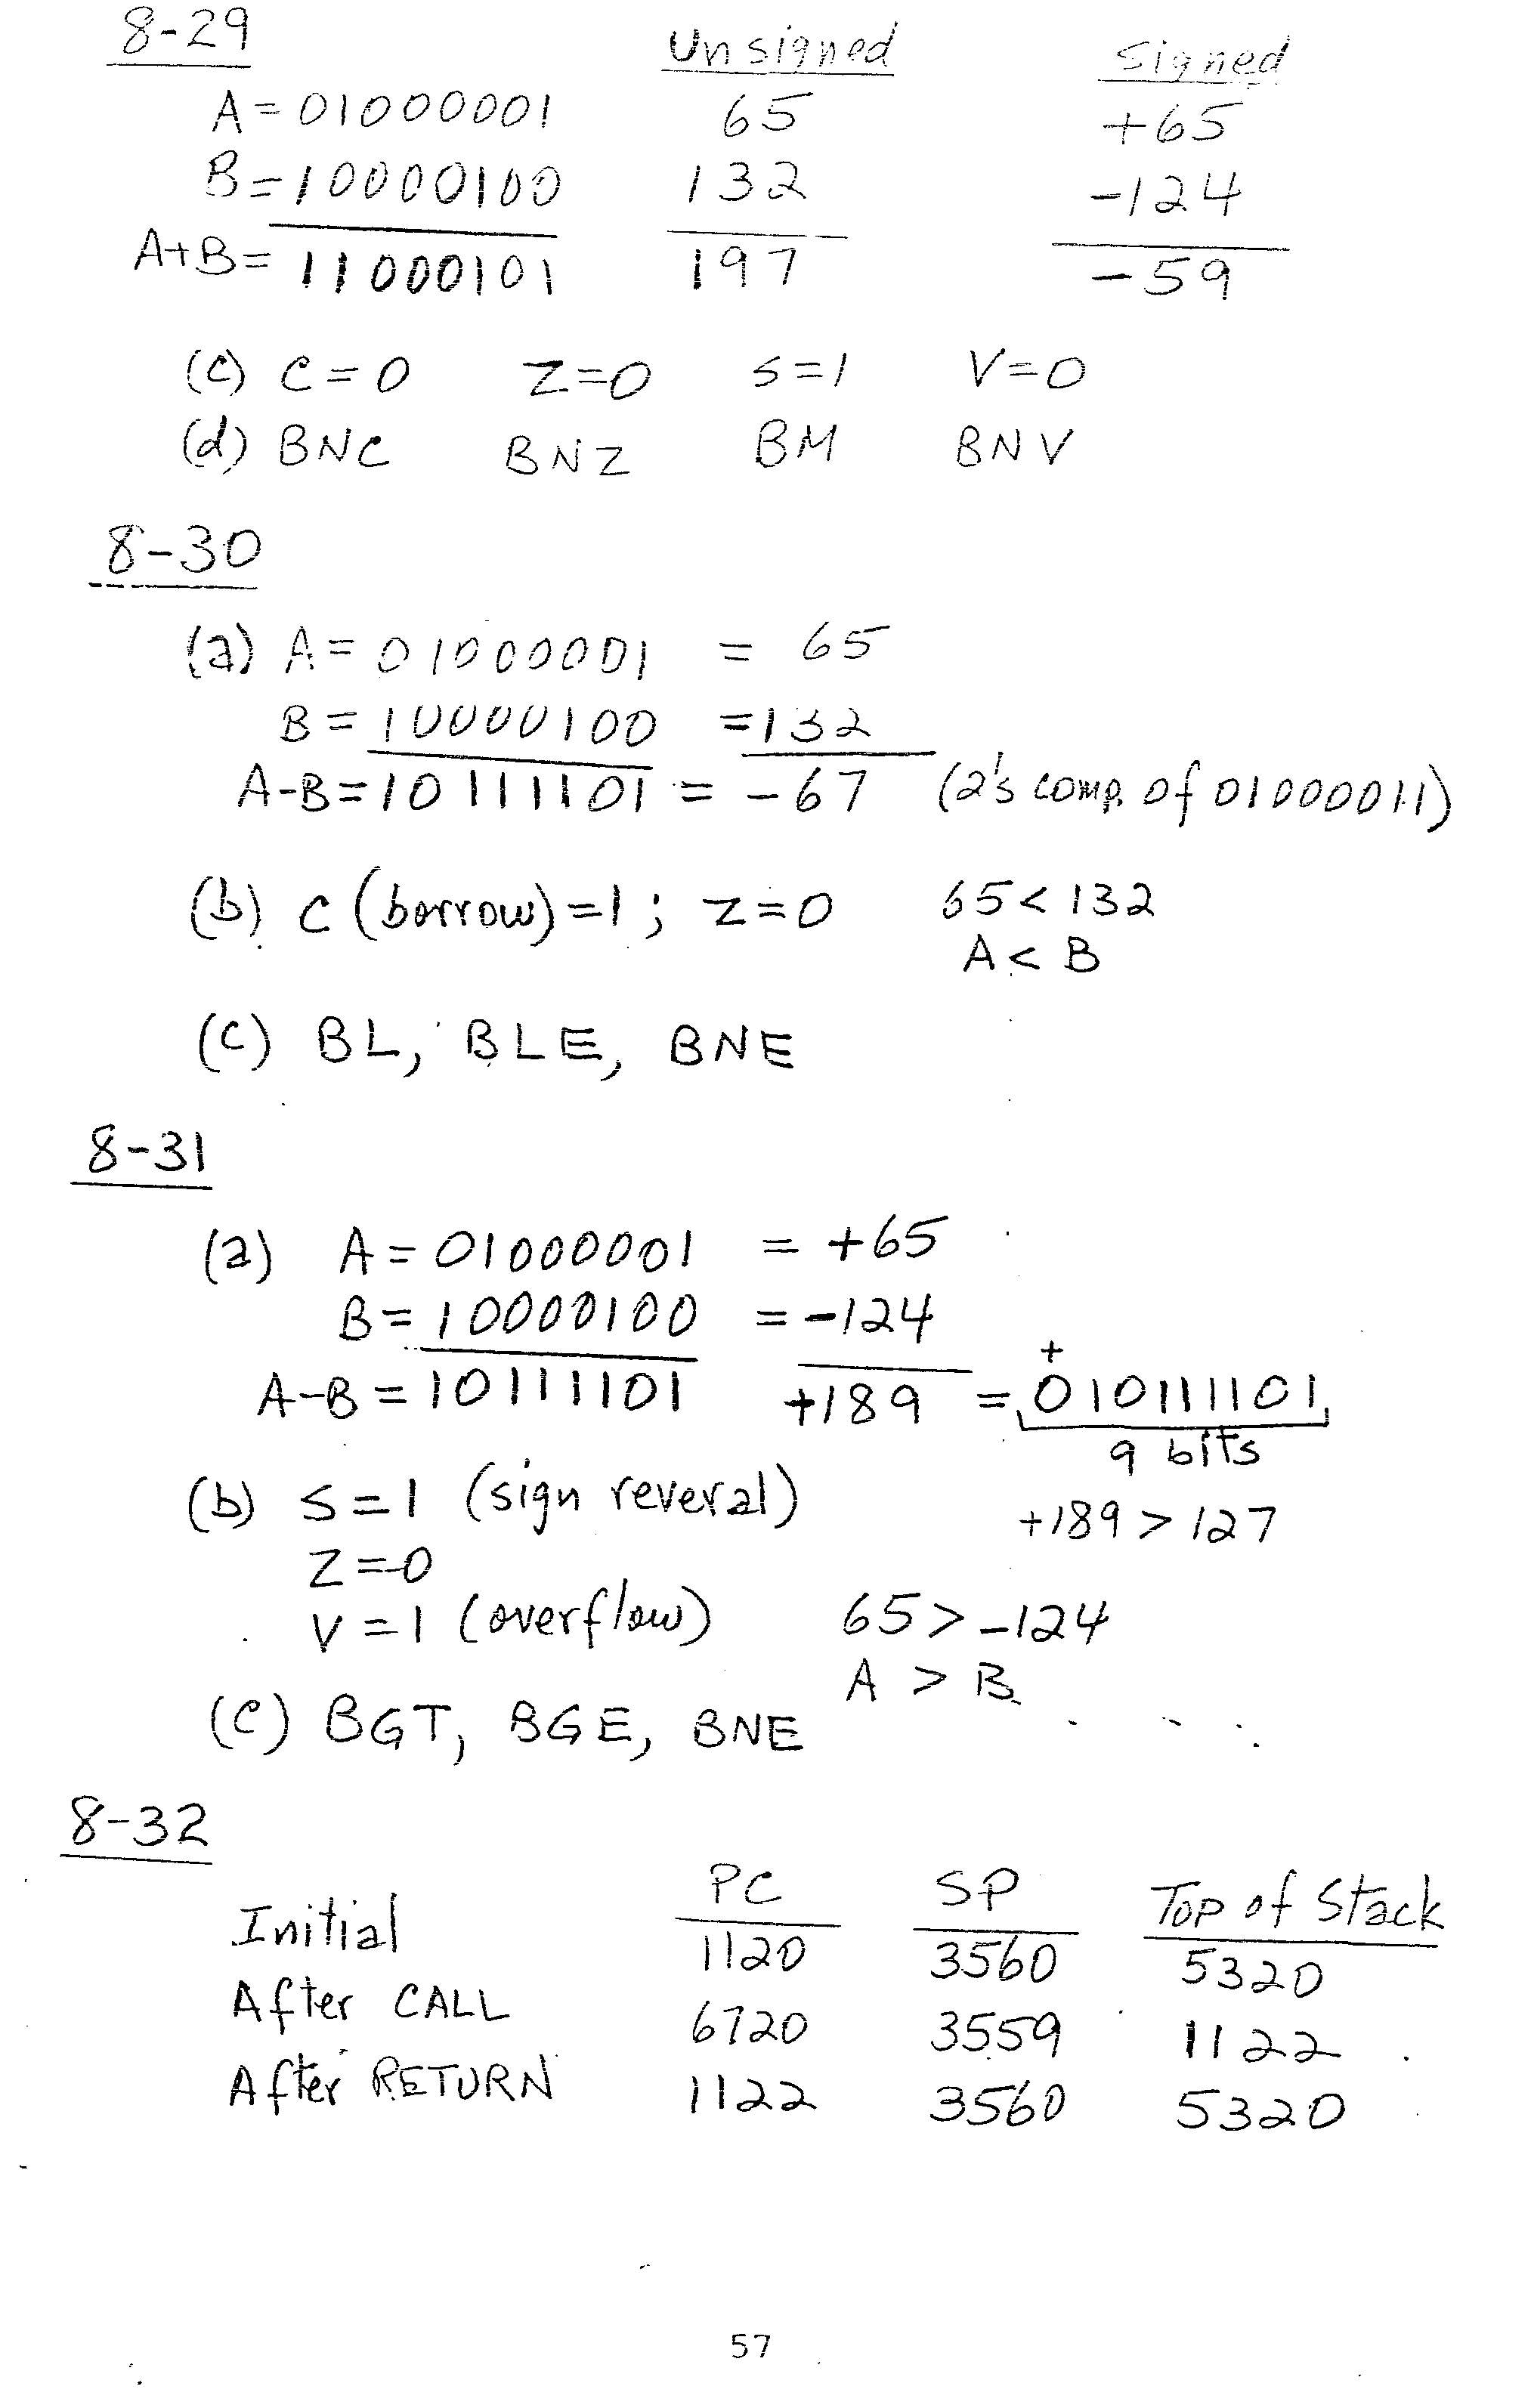 8-29 Unsigned Signed
A = 01000001 65 +65
B = 10000100 132 -124
A+B = 11000101 197 -59
(c) C = 0 Z = 0 S = 1 V = 0
(d) BNC BNZ BM BNV
8-30
(a) A = 01000001 = 65
B = 10000100 = 132
A-B = 10111101 = -67 (2's comp. of 01000011)
(b) C (borrow) = 1; Z = 0 65 < 132
A < B
(c) BL, BLE, BNE
8-31
(a) A = 01000001 = +65
B = 10000100 = -124
+
A-B = 10111101 +189 = 010111101
9 bits
(b) S = 1 (sign reveral) +189 > 127
Z = 0
V = 1 (overflow) 65 > -124
A > B
(c) BGT, BGE, BNE
8-32
PC SP Top of Stack
Initial 1120 3560 5320
After CALL 6720 3559 1122
After RETURN 1122 3560 5320
57